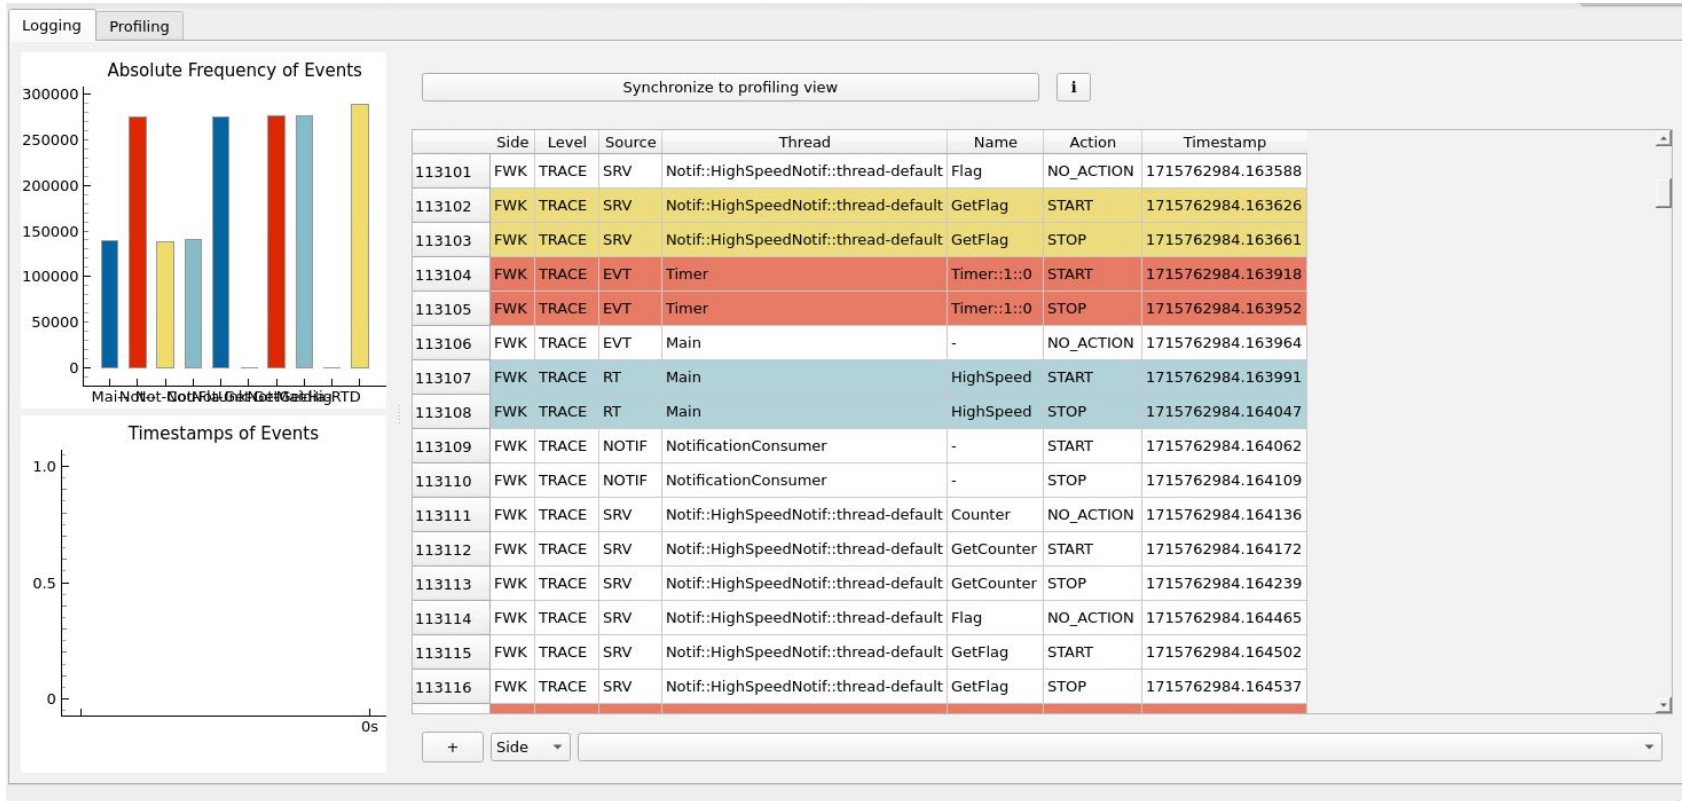 Logging Profiling
Absolute Frequency of Events
300000
250000
200000
150000
100000
50000
0
RTD
Timestamps of Events
1.0
0.5
0
0s
Synchronize to profiling view i
Side Level Source Thread Name Action Timestamp
113101 FWK TRACE SRV Notif::HighSpeedNotif::thread-default Flag NO_ACTION 1715762984.163588
113102 FWK TRACE SRV Notif::HighSpeedNotif::thread-default GetFlag START 1715762984.163626
113103 FWK TRACE SRV Notif::HighSpeedNotif::thread-default GetFlag STOP 1715762984.163661
113104 FWK TRACE EVT Timer Timer::1::0 START 1715762984.163918
113105 FWK TRACE EVT Timer Timer::1::0 STOP 1715762984.163952
113106 FWK TRACE EVT Main - NO_ACTION 1715762984.163964
113107 FWK TRACE RT Main HighSpeed START 1715762984.163991
113108 FWK TRACE RT Main HighSpeed STOP 1715762984.164047
113109 FWK TRACE NOTIF NotificationConsumer - START 1715762984.164062
113110 FWK TRACE NOTIF NotificationConsumer - STOP 1715762984.164109
113111 FWK TRACE SRV Notif::HighSpeedNotif::thread-default Counter NO_ACTION 1715762984.164136
113112 FWK TRACE SRV Notif::HighSpeedNotif::thread-default GetCounter START 1715762984.164172
113113 FWK TRACE SRV Notif::HighSpeedNotif::thread-default GetCounter STOP 1715762984.164239
113114 FWK TRACE SRV Notif::HighSpeedNotif::thread-default Flag NO_ACTION 1715762984.164465
113115 FWK TRACE SRV Notif::HighSpeedNotif::thread-default GetFlag START 1715762984.164502
113116 FWK TRACE SRV Notif::HighSpeedNotif::thread-default GetFlag STOP 1715762984.164537
+ Side